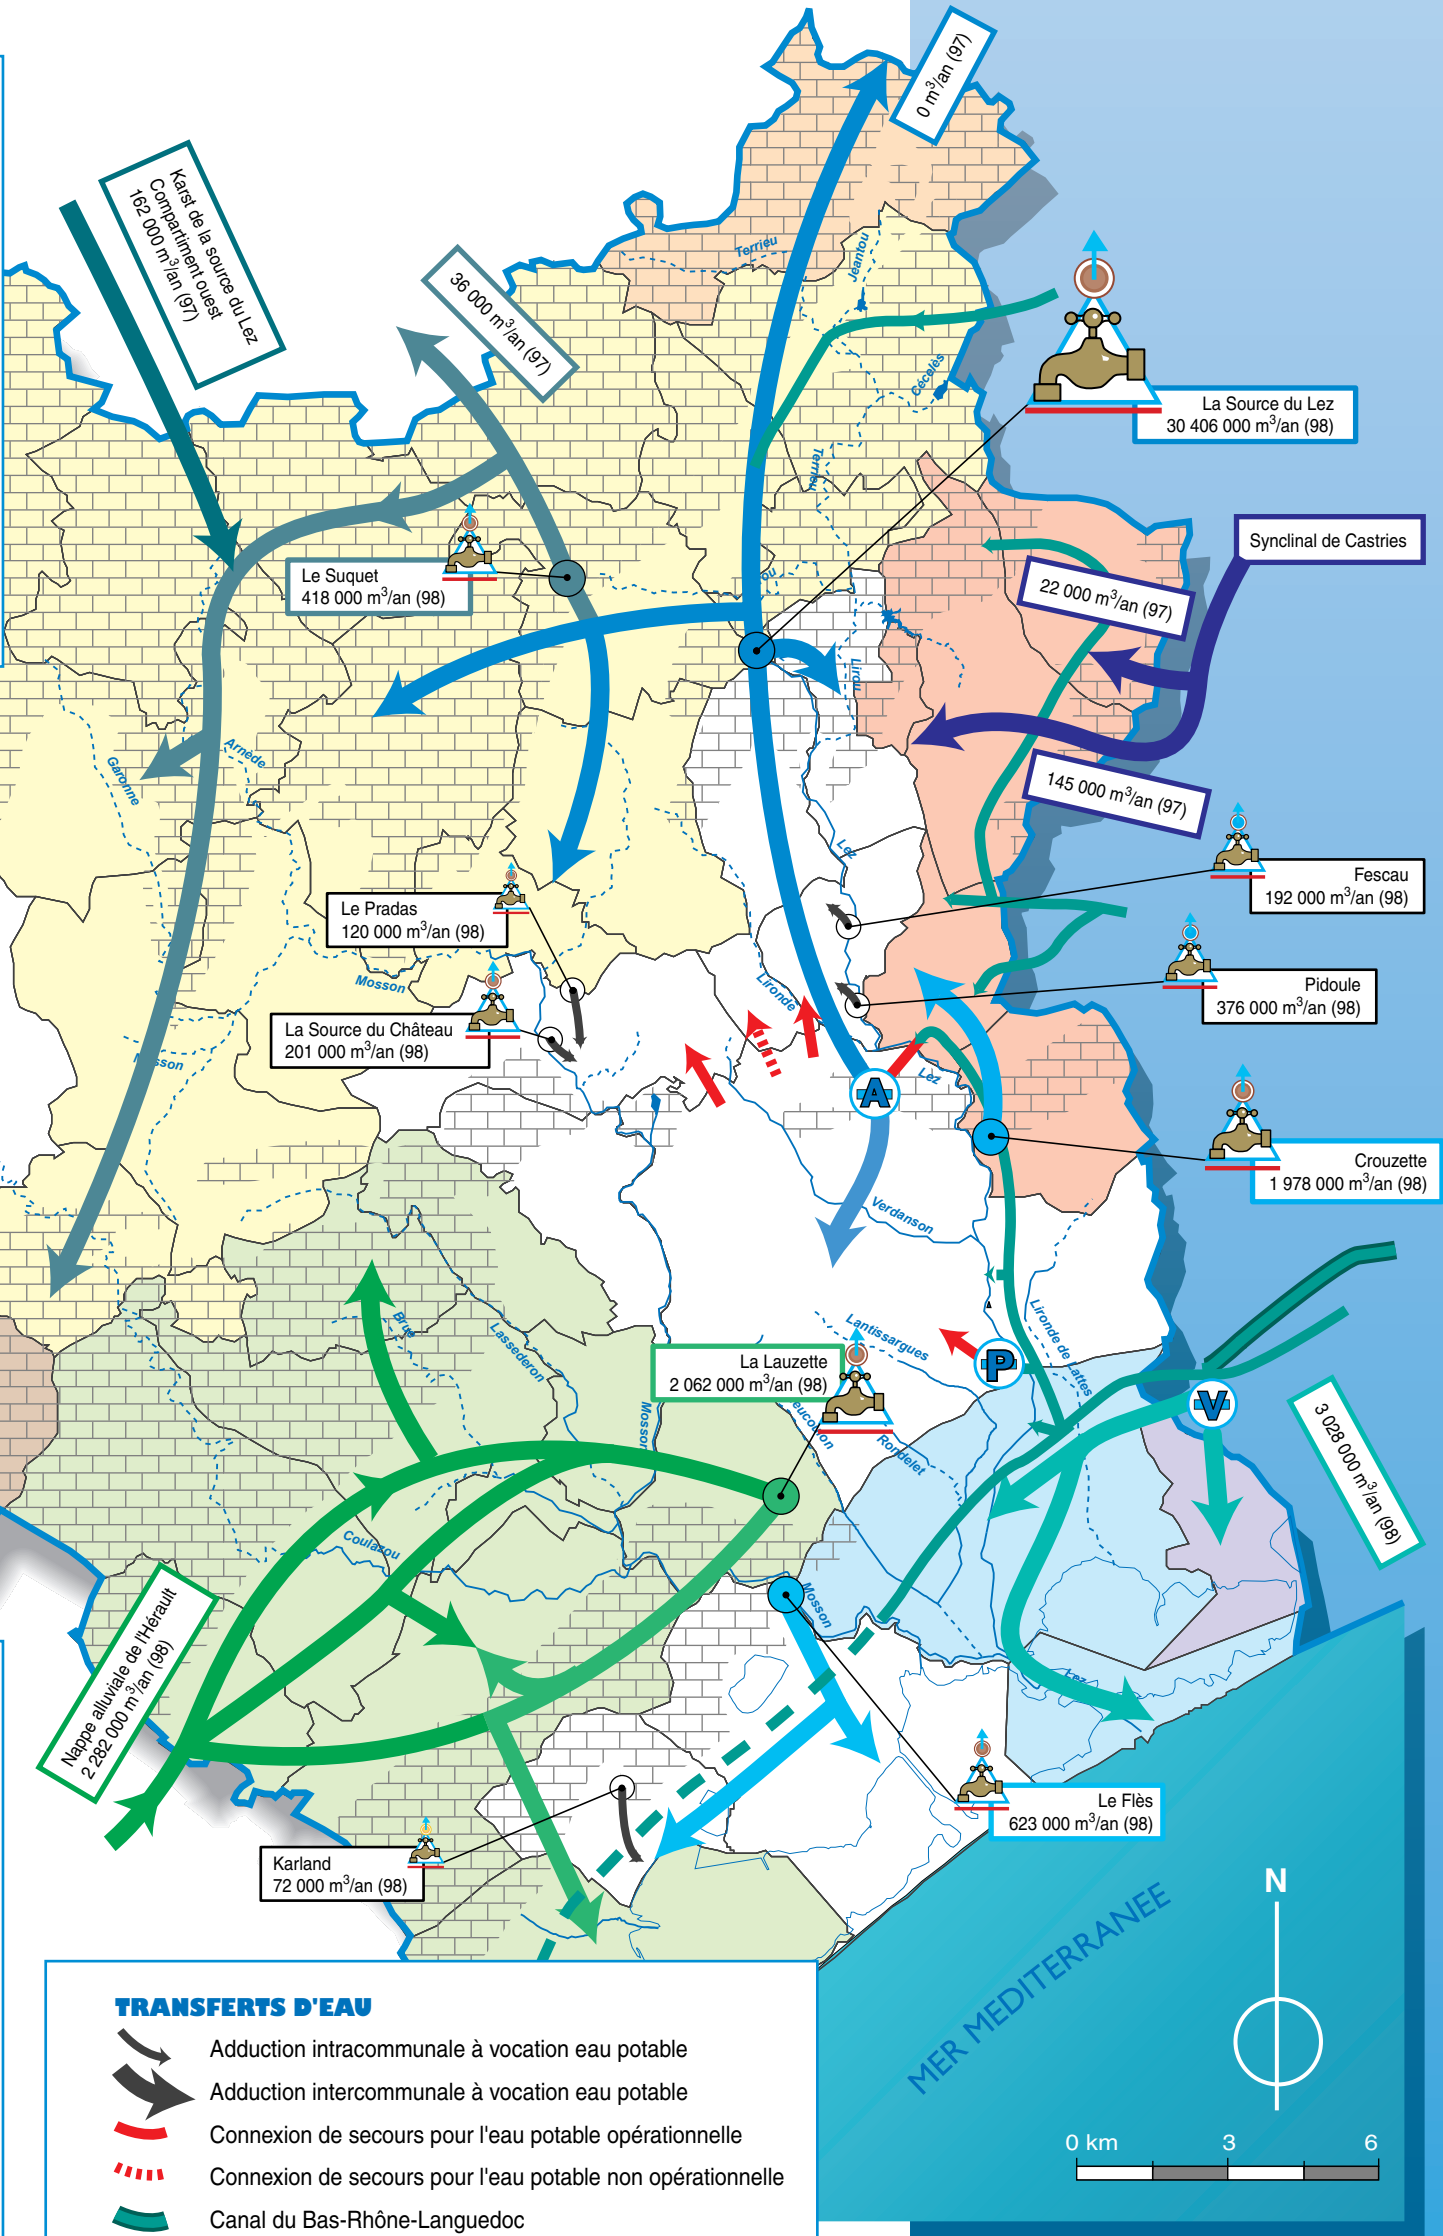 0 m³/an (97)
Karst de la source du Lez
Compartiment ouest
162 000 m³/an (97)
36 000 m³/an (97)
Terrieu
Jeantou
Cécelès
Terrieu
La Source du Lez
30 406 000 m³/an (98)
Synclinal de Castries
22 000 m³/an (97)
Le Suquet
418 000 m³/an (98)
Lirou
145 000 m³/an (97)
Arnède
Garonne
Lez
Fescau
192 000 m³/an (98)
Le Pradas
120 000 m³/an (98)
Mosson
Lironde
Pidoule
376 000 m³/an (98)
La Source du Château
201 000 m³/an (98)
Mosson
Lez
A
Crouzette
1 978 000 m³/an (98)
Verdanson
Brue
Lassederon
Lantissargues
Lironde de Lattes
P
La Lauzette
2 062 000 m³/an (98)
V
Mosson
Rondelet
3 028 000 m³/an (98)
Coulazou
Nappe alluviale de l'Hérault
2 282 000 m³/an (98)
Mosson
Lez
Le Flès
623 000 m³/an (98)
Karland
72 000 m³/an (98)
MER MEDITERRANEE
N
0 km 3 6
TRANSFERTS D'EAU
Adduction intracommunale à vocation eau potable
Adduction intercommunale à vocation eau potable
Connexion de secours pour l'eau potable opérationnelle
Connexion de secours pour l'eau potable non opérationnelle
Canal du Bas-Rhône-Languedoc